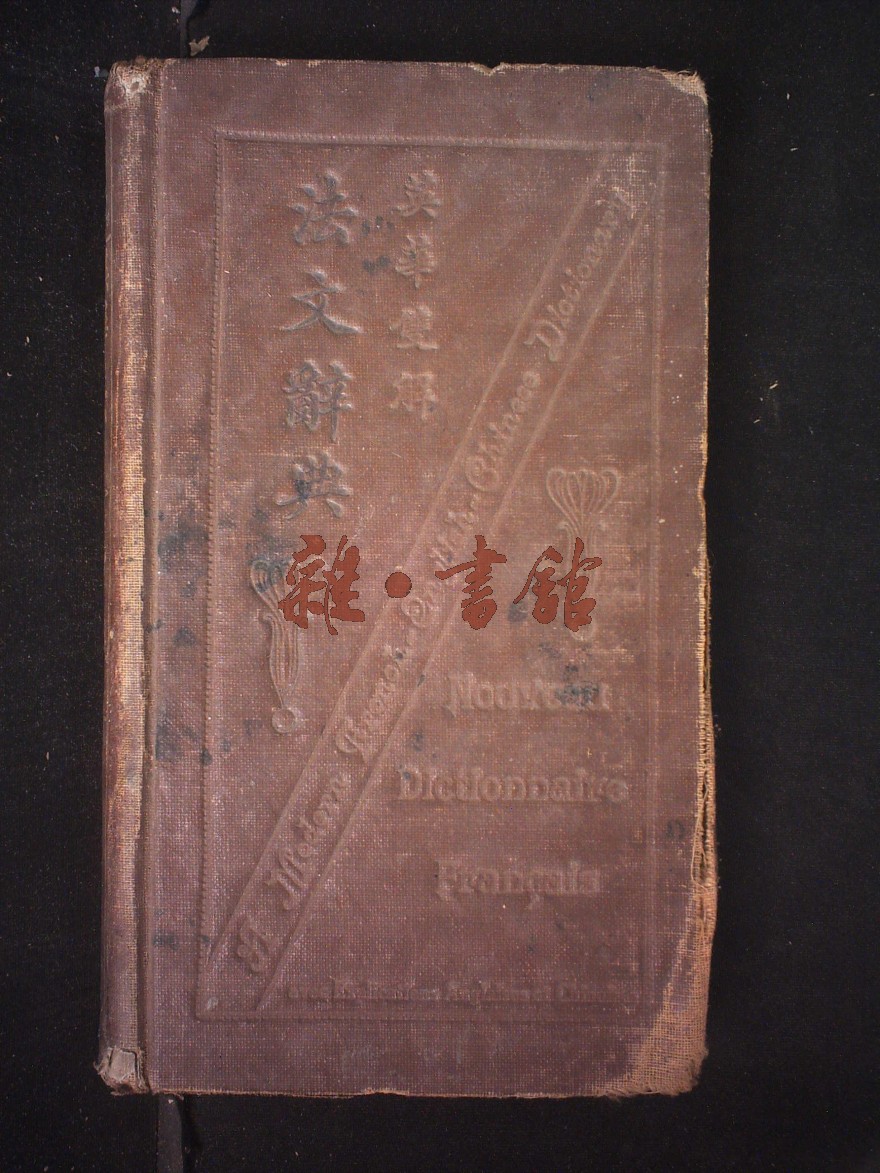 英華雙解
法文辭典
A Modern French-English-Chinese Dictionary
雜·書館
Nouveau
Dictionnaire
Français